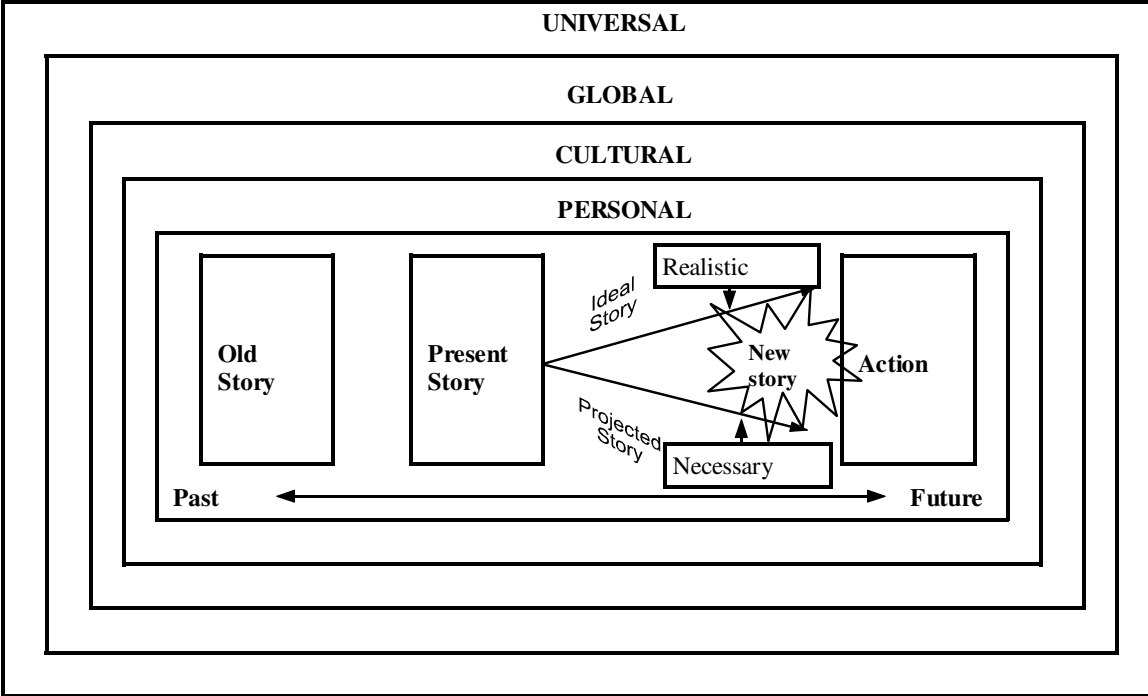 UNIVERSAL
GLOBAL
CULTURAL
PERSONAL
Realistic
Ideal
Story
Old
Story
Present
Story
New
story
Action
Projected
Story
Necessary
Past
Future